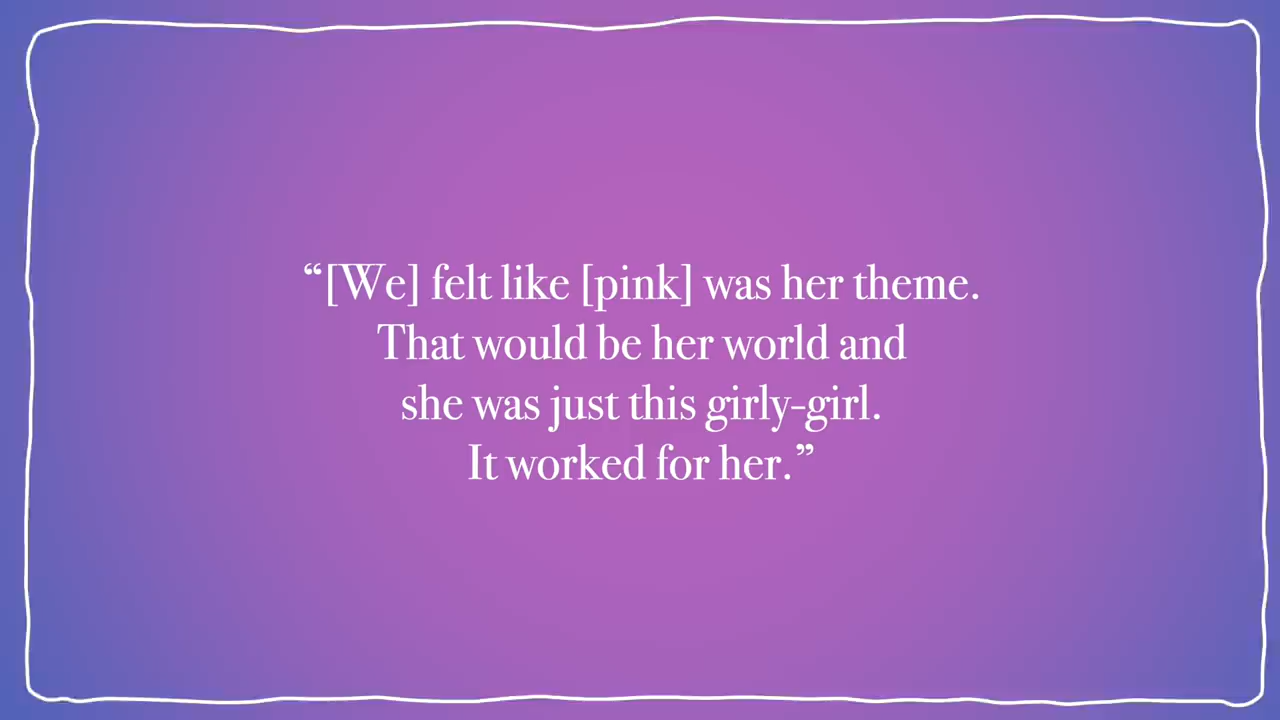 “[We] felt like [pink] was her theme.
That would be her world and
she was just this girly-girl.
It worked for her.”